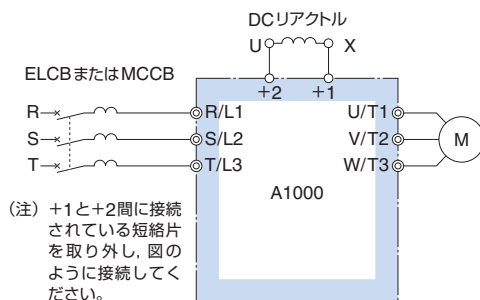 DCリアクトル
U X
ELCBまたはMCCB
+2 +1
R R/L1 U/T1
S S/L2 V/T2 M
T T/L3 W/T3
A1000
(注) +1と+2間に接続
されている短絡片
を取り外し, 図の
ように接続してく
ださい。